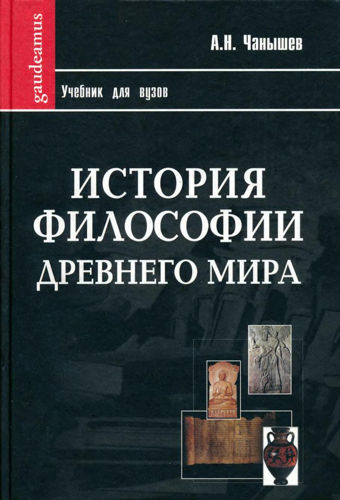 gaudeamus
А.Н. Чанышев
Учебник для вузов
ИСТОРИЯ
ФИЛОСОФИИ
ДРЕВНЕГО МИРА